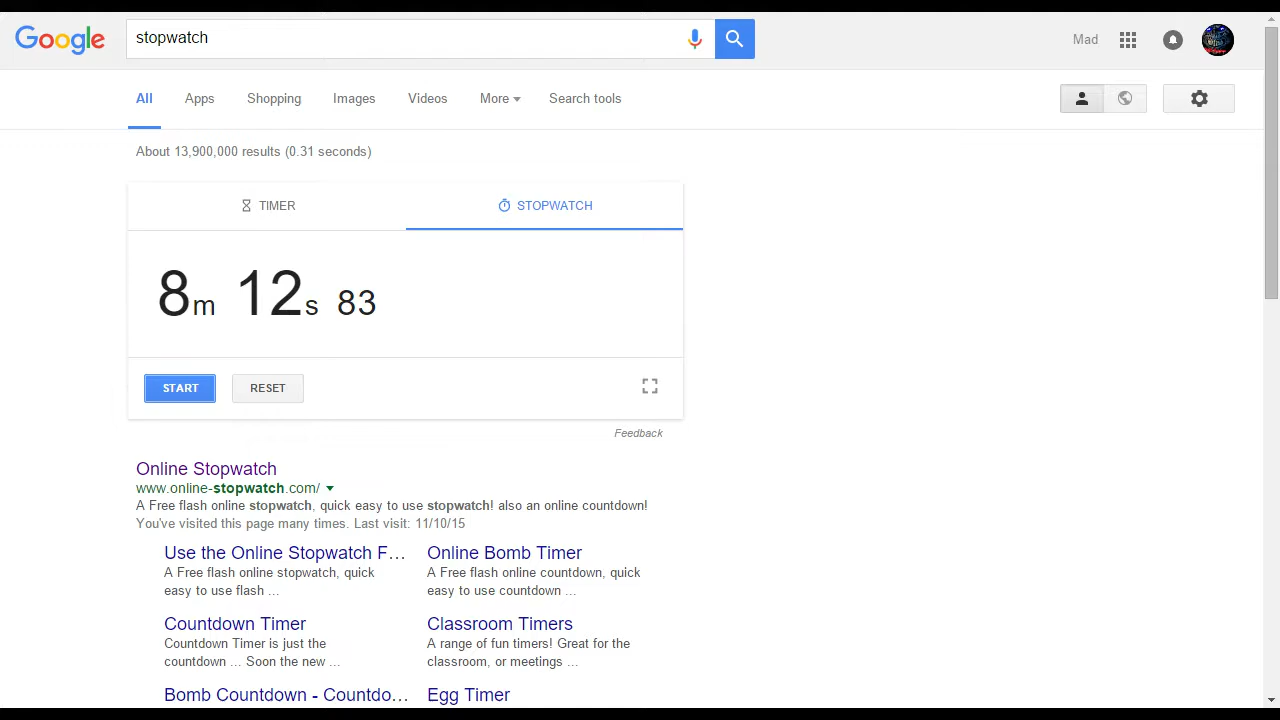 Google
stopwatch
Mad
All Apps Shopping Images Videos More Search tools
About 13,900,000 results (0.31 seconds)
TIMER STOPWATCH
8m 12s 83
START RESET
Feedback
Online Stopwatch
www.online-stopwatch.com/
A Free flash online stopwatch, quick easy to use stopwatch! also an online countdown!
You've visited this page many times. Last visit: 11/10/15
Use the Online Stopwatch F...
A Free flash online stopwatch, quick
easy to use flash ...
Online Bomb Timer
A Free flash online countdown, quick
easy to use countdown ...
Countdown Timer
Countdown Timer is just the
countdown ... Soon the new ...
Classroom Timers
A range of fun timers! Great for the
classroom, or meetings ...
Bomb Countdown - Countdo...
Egg Timer